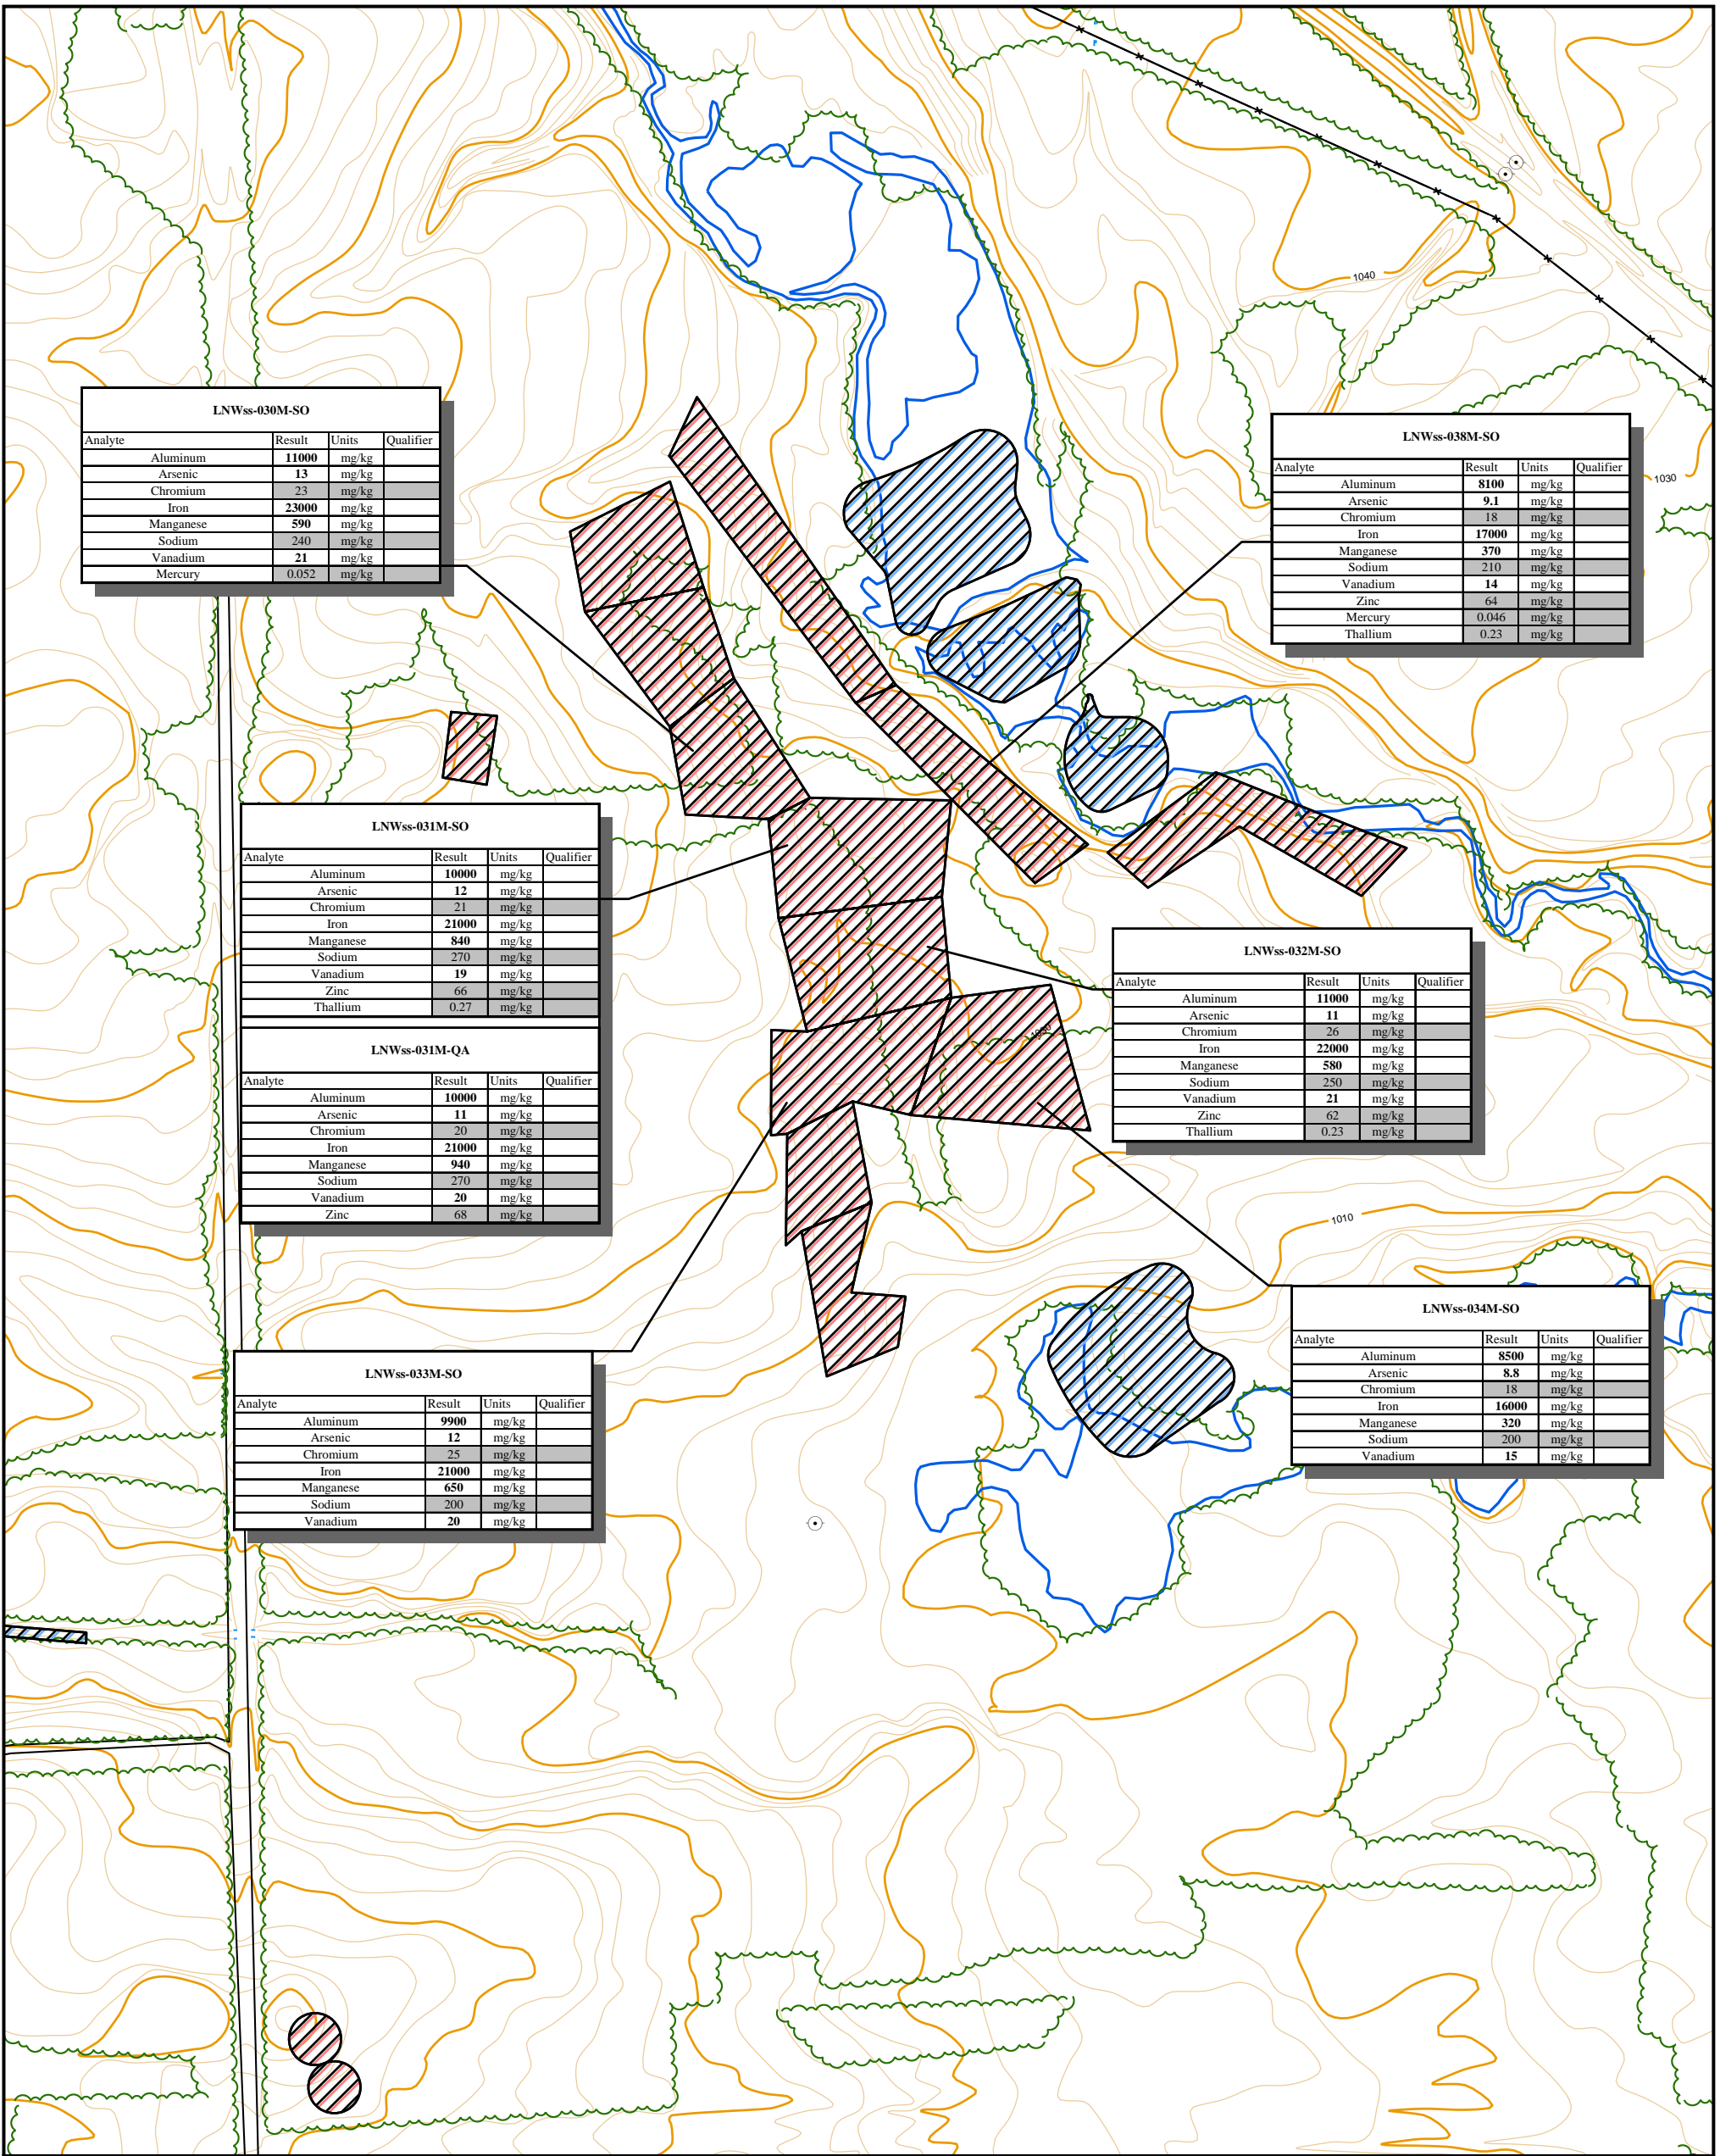 1040
LNWss-030M-SO
Analyte Result Units Qualifier
Aluminum 11000 mg/kg
Arsenic 13 mg/kg
Chromium 23 mg/kg
Iron 23000 mg/kg
Manganese 590 mg/kg
Sodium 240 mg/kg
Vanadium 21 mg/kg
Mercury 0.052 mg/kg
LNWss-038M-SO
Analyte Result Units Qualifier
Aluminum 8100 mg/kg
Arsenic 9.1 mg/kg
Chromium 18 mg/kg
Iron 17000 mg/kg
Manganese 370 mg/kg
Sodium 210 mg/kg
Vanadium 14 mg/kg
Zinc 64 mg/kg
Mercury 0.046 mg/kg
Thallium 0.23 mg/kg
1030
LNWss-031M-SO
Analyte Result Units Qualifier
Aluminum 10000 mg/kg
Arsenic 12 mg/kg
Chromium 21 mg/kg
Iron 21000 mg/kg
Manganese 840 mg/kg
Sodium 270 mg/kg
Vanadium 19 mg/kg
Zinc 66 mg/kg
Thallium 0.27 mg/kg
LNWss-031M-QA
Analyte Result Units Qualifier
Aluminum 10000 mg/kg
Arsenic 11 mg/kg
Chromium 20 mg/kg
Iron 21000 mg/kg
Manganese 940 mg/kg
Sodium 270 mg/kg
Vanadium 20 mg/kg
Zinc 68 mg/kg
LNWss-032M-SO
Analyte Result Units Qualifier
Aluminum 11000 mg/kg
Arsenic 11 mg/kg
Chromium 26 mg/kg
Iron 22000 mg/kg
Manganese 580 mg/kg
Sodium 250 mg/kg
Vanadium 21 mg/kg
Zinc 62 mg/kg
Thallium 0.23 mg/kg
1010
LNWss-034M-SO
Analyte Result Units Qualifier
Aluminum 8500 mg/kg
Arsenic 8.8 mg/kg
Chromium 18 mg/kg
Iron 16000 mg/kg
Manganese 320 mg/kg
Sodium 200 mg/kg
Vanadium 15 mg/kg
LNWss-033M-SO
Analyte Result Units Qualifier
Aluminum 9900 mg/kg
Arsenic 12 mg/kg
Chromium 25 mg/kg
Iron 21000 mg/kg
Manganese 650 mg/kg
Sodium 200 mg/kg
Vanadium 20 mg/kg